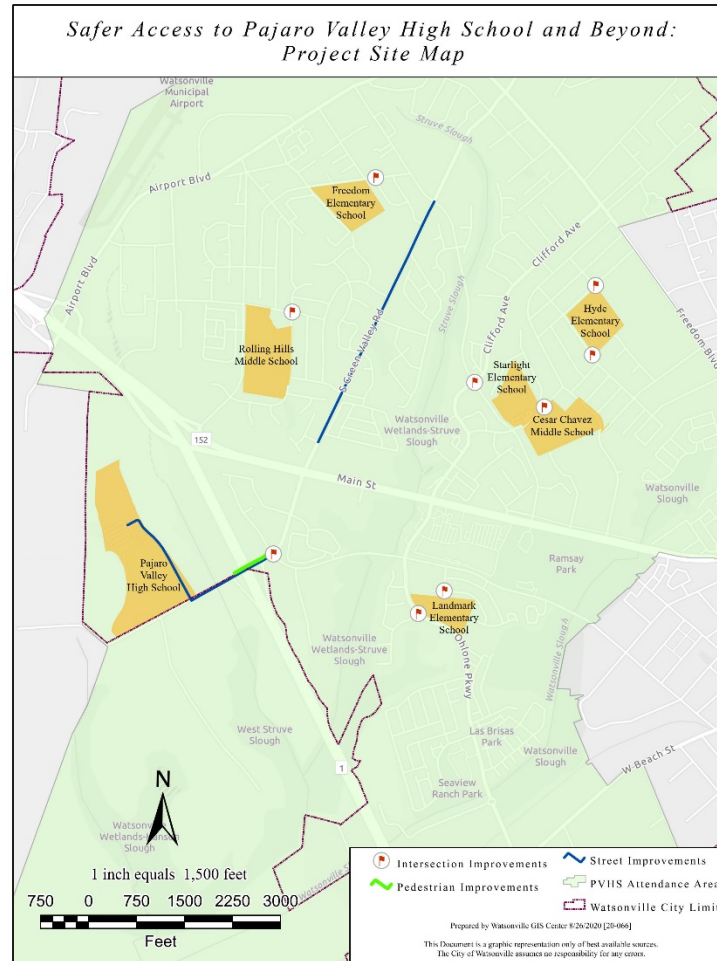 Safer Access to Pajaro Valley High School and Beyond:
Project Site Map
Watsonville
Municipal
Airport
Struve Slough
Airport Blvd
Freedom
Elementary
School
Clifford Ave
Airport Blvd
S Green Valley Rd
Struve Slough
Clifford Ave
Hyde
Elementary
School
Freedom Blvd
Rolling Hills
Middle School
Starlight
Elementary
School
Cesar Chavez
Middle School
Watsonville
Wetlands-Struve
Slough
152
Main St
Watsonville
Slough
Pajaro
Valley
High School
Ramsay
Park
Landmark
Elementary
School
Watsonville
Wetlands-Struve
Slough
Ohlone Pkwy
Watsonville Slough
West Struve
Slough
Las Brisas
Park
Watsonville
Slough
W Beach St
1
Seaview
Ranch Park
N
Watsonville
Wetlands-Hanson
Slough
1 inch equals 1,500 feet
750 0 750 1500 2250 3000
Feet
Intersection Improvements
Street Improvements
Pedestrian Improvements
PVHS Attendance Area
Watsonville City Limit
Prepared by Watsonville GIS Center 8/26/2020 [20-066]
This Document is a graphic representation only of best available sources.
The City of Watsonville assumes no responsibility for any errors.